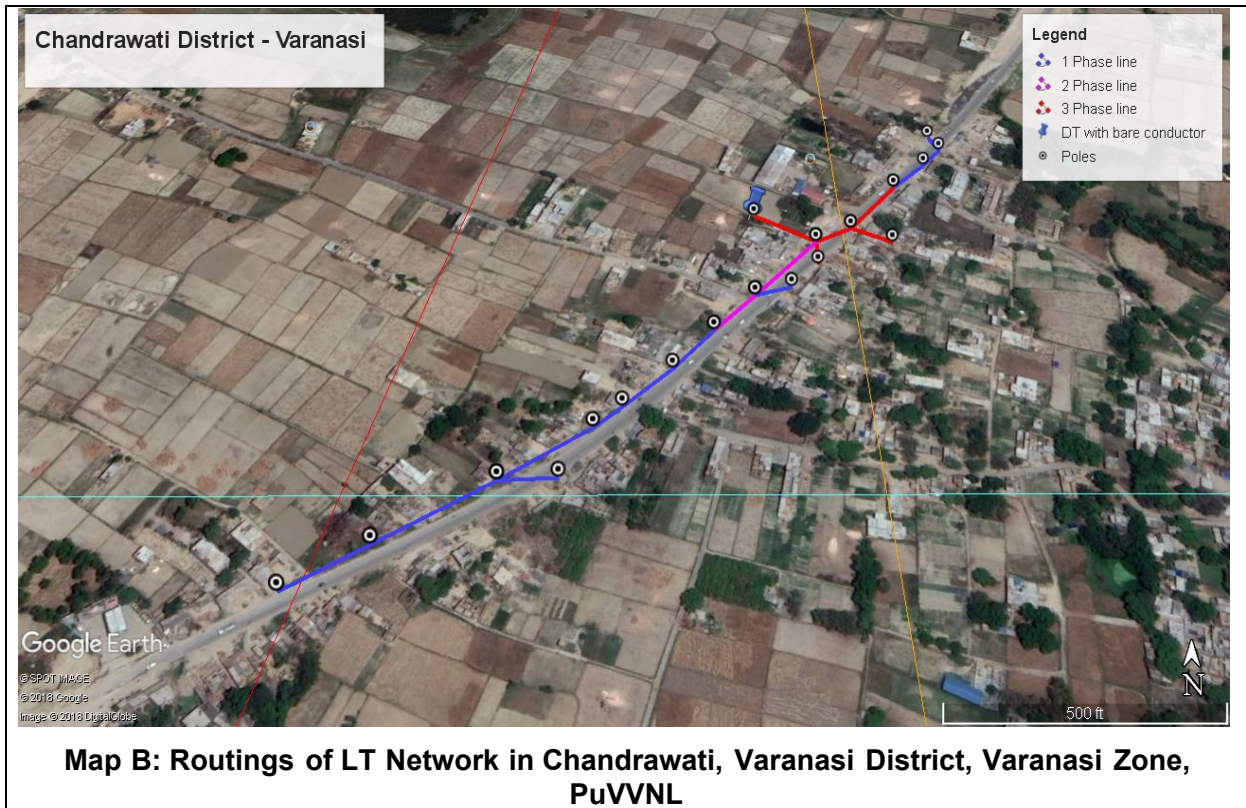 Chandrawati District - Varanasi
Legend
1 Phase line
2 Phase line
3 Phase line
DT with bare conductor
Poles
Google Earth
© SPOT IMAGE
© 2018 Google
Image © 2018 DigitalGlobe
N
500 ft
Map B: Routings of LT Network in Chandrawati, Varanasi District, Varanasi Zone,
PuVVNL